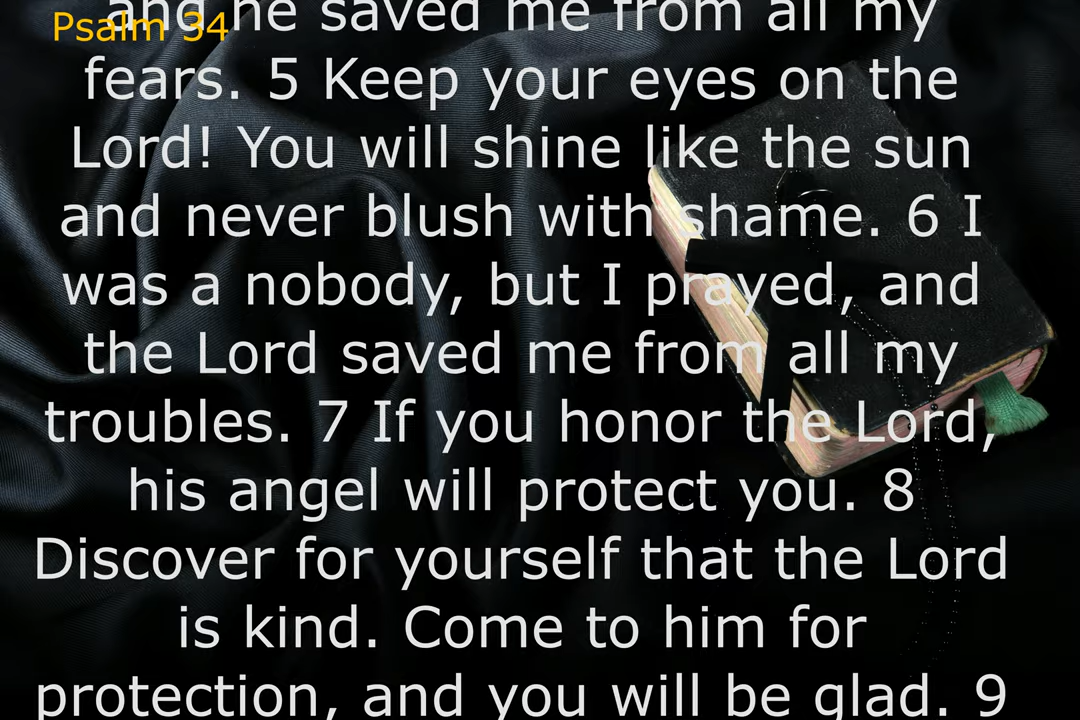 Psalm 34
and he saved me from all my
fears. 5 Keep your eyes on the
Lord! You will shine like the sun
and never blush with shame. 6 I
was a nobody, but I prayed, and
the Lord saved me from all my
troubles. 7 If you honor the Lord,
his angel will protect you. 8
Discover for yourself that the Lord
is kind. Come to him for
protection, and you will be glad. 9